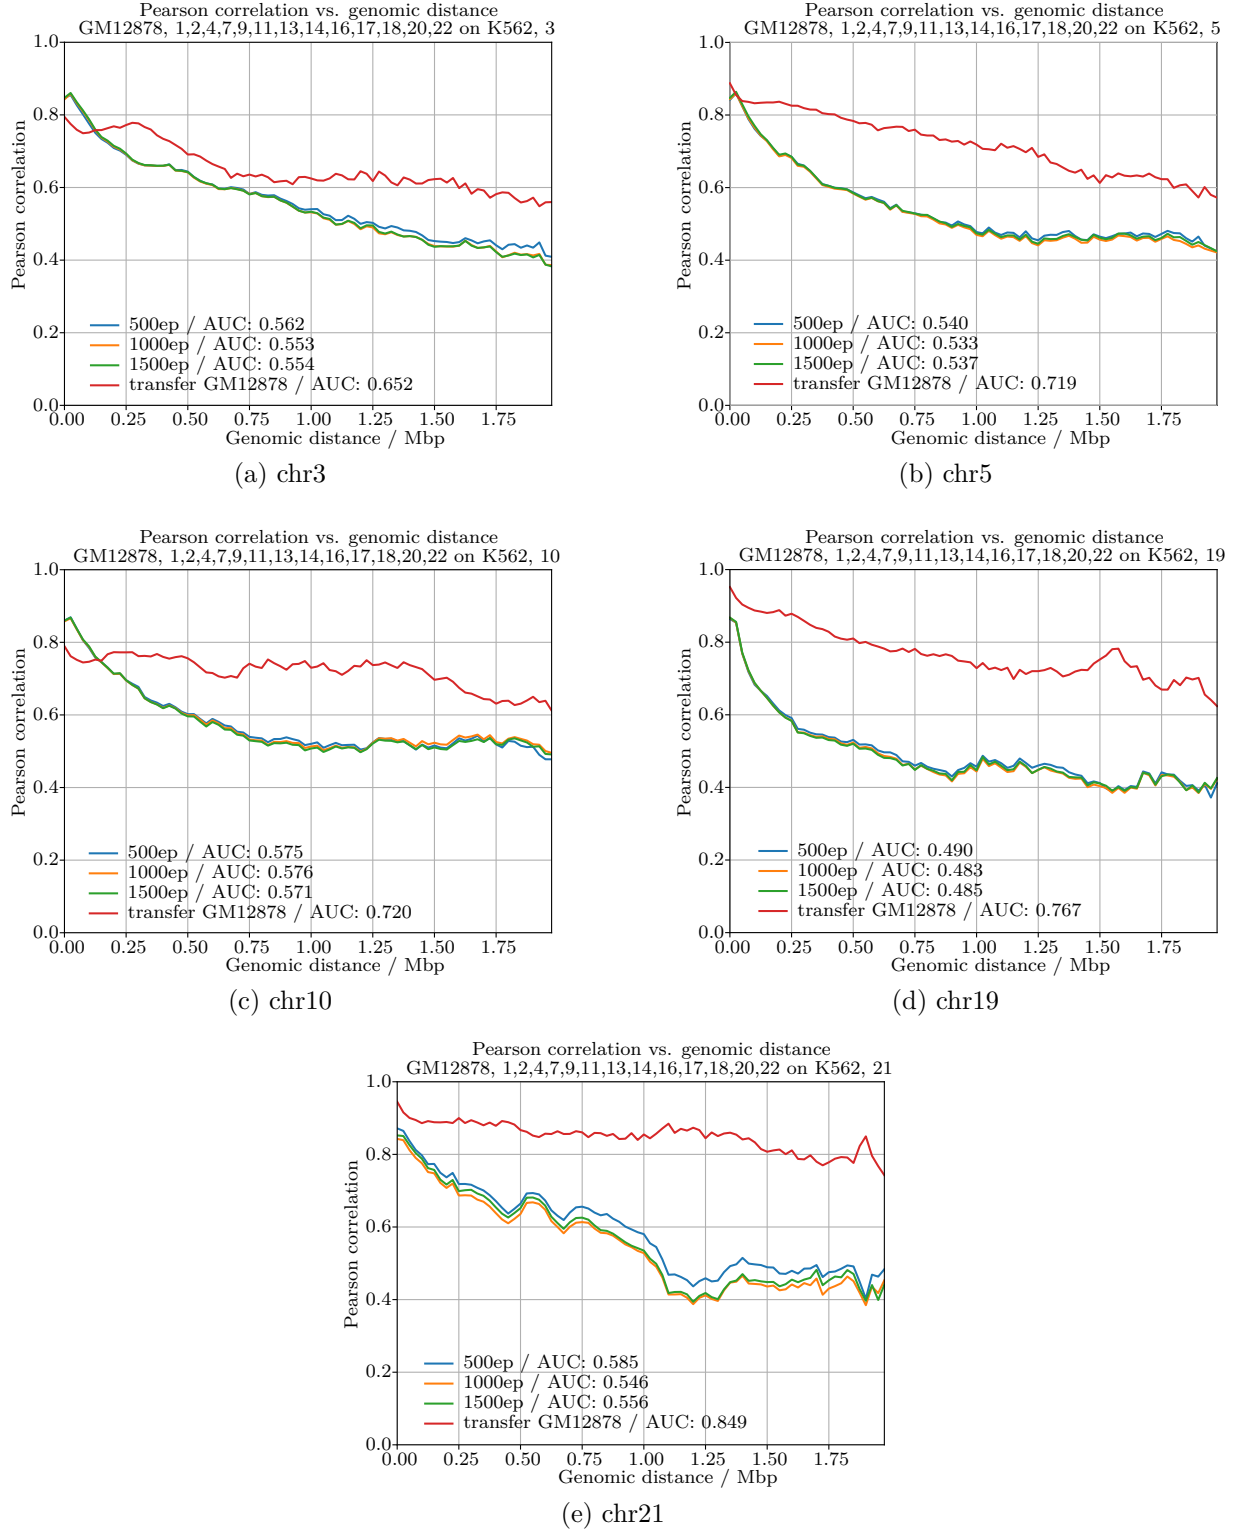 Pearson correlation vs. genomic distance
GM12878, 1,2,4,7,9,11,13,14,16,17,18,20,22 on K562, 3
Pearson correlation
1.0
0.8
0.6
0.4
0.2
0.0
500ep / AUC: 0.562
1000ep / AUC: 0.553
1500ep / AUC: 0.554
transfer GM12878 / AUC: 0.652
0.00 0.25 0.50 0.75 1.00 1.25 1.50 1.75
Genomic distance / Mbp
(a) chr3
Pearson correlation vs. genomic distance
GM12878, 1,2,4,7,9,11,13,14,16,17,18,20,22 on K562, 5
Pearson correlation
1.0
0.8
0.6
0.4
0.2
0.0
500ep / AUC: 0.540
1000ep / AUC: 0.533
1500ep / AUC: 0.537
transfer GM12878 / AUC: 0.719
0.00 0.25 0.50 0.75 1.00 1.25 1.50 1.75
Genomic distance / Mbp
(b) chr5
Pearson correlation vs. genomic distance
GM12878, 1,2,4,7,9,11,13,14,16,17,18,20,22 on K562, 10
Pearson correlation
1.0
0.8
0.6
0.4
0.2
0.0
500ep / AUC: 0.575
1000ep / AUC: 0.576
1500ep / AUC: 0.571
transfer GM12878 / AUC: 0.720
0.00 0.25 0.50 0.75 1.00 1.25 1.50 1.75
Genomic distance / Mbp
(c) chr10
Pearson correlation vs. genomic distance
GM12878, 1,2,4,7,9,11,13,14,16,17,18,20,22 on K562, 19
Pearson correlation
1.0
0.8
0.6
0.4
0.2
0.0
500ep / AUC: 0.490
1000ep / AUC: 0.483
1500ep / AUC: 0.485
transfer GM12878 / AUC: 0.767
0.00 0.25 0.50 0.75 1.00 1.25 1.50 1.75
Genomic distance / Mbp
(d) chr19
Pearson correlation vs. genomic distance
GM12878, 1,2,4,7,9,11,13,14,16,17,18,20,22 on K562, 21
Pearson correlation
1.0
0.8
0.6
0.4
0.2
0.0
500ep / AUC: 0.585
1000ep / AUC: 0.546
1500ep / AUC: 0.556
transfer GM12878 / AUC: 0.849
0.00 0.25 0.50 0.75 1.00 1.25 1.50 1.75
Genomic distance / Mbp
(e) chr21